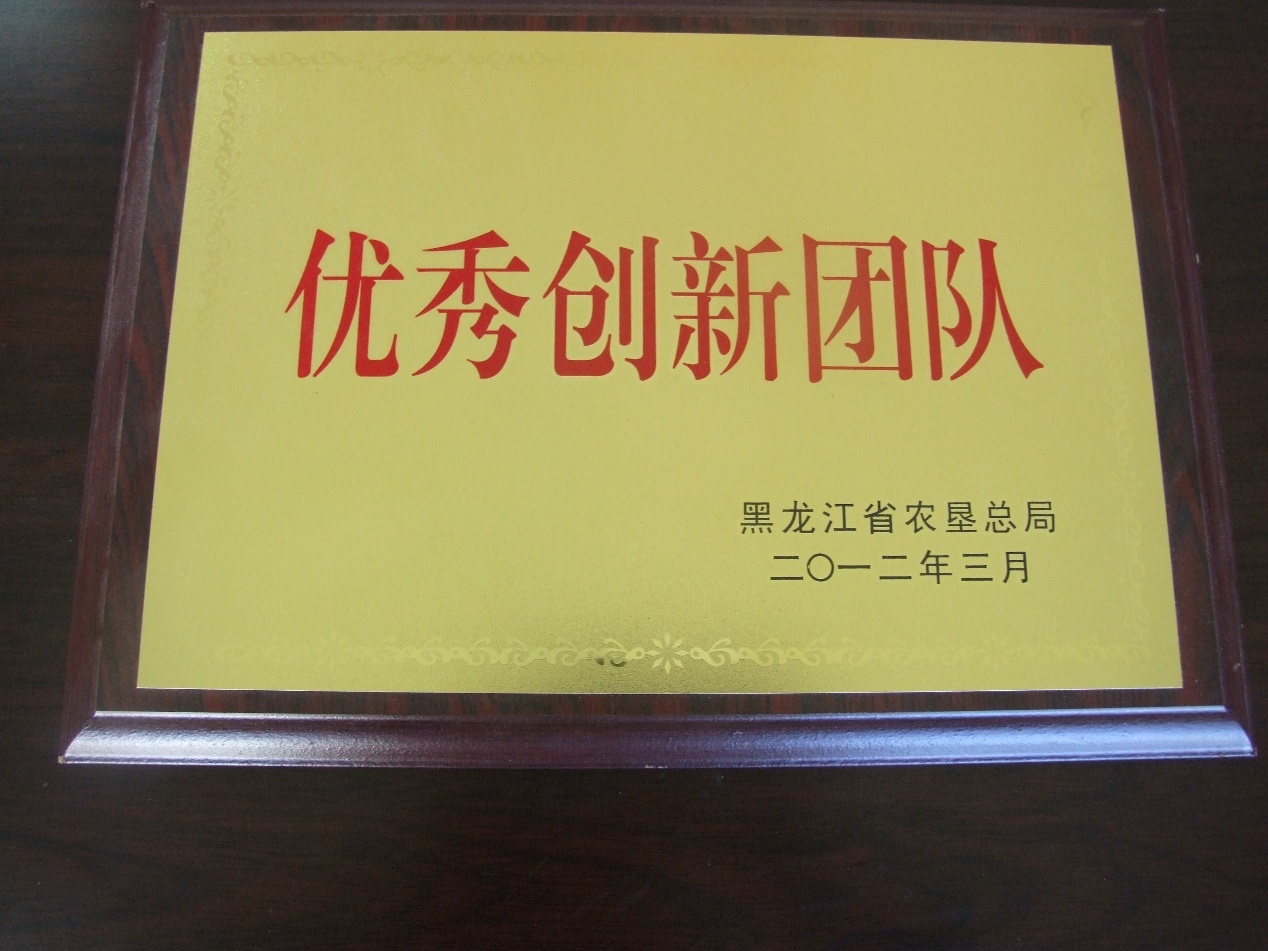 优秀创新团队
黑龙江省农垦总局
二〇一二年三月